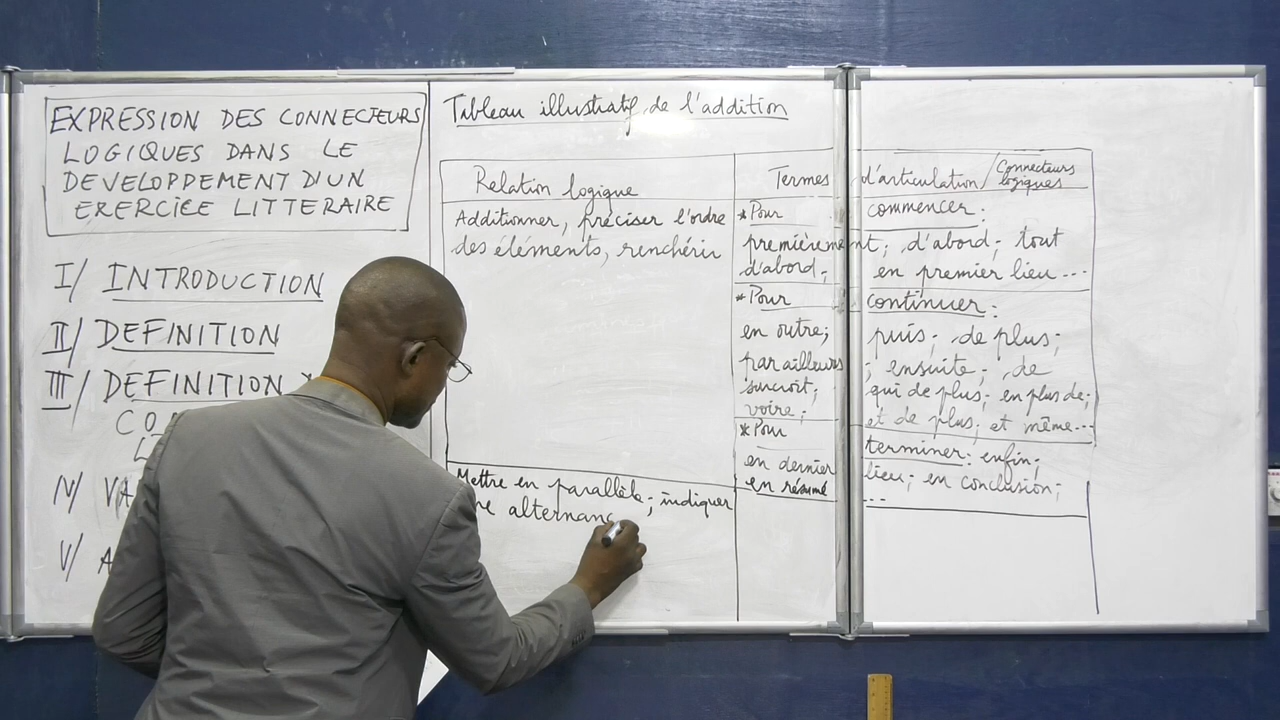 EXPRESSION DES CONNECTEURS
LOGIQUES DANS LE
DEVELOPPEMENT D'UN
EXERCICE LITTERAIRE
I/ INTRODUCTION
II/ DEFINITION
III/ DEFINITION
CO
L
IV/ VA
V/ A
Tableau illustratif de l'addition
Relation logique
Additionner, préciser l'ordre
des éléments, renchérir
Mettre en parallèle; indiquer
alternanc
Termes d'articulation / Connecteurs
logiques
* Pour commencer:
premièrement; d'abord; tout
d'abord; en premier lieu...
* Pour continuer:
en outre; puis; de plus;
par ailleurs; ensuite; de
surcroit; qui de plus; en plus de;
voire; et de plus; et même...
* Pour terminer: enfin;
en dernier lieu; en conclusion;
en résumé ...